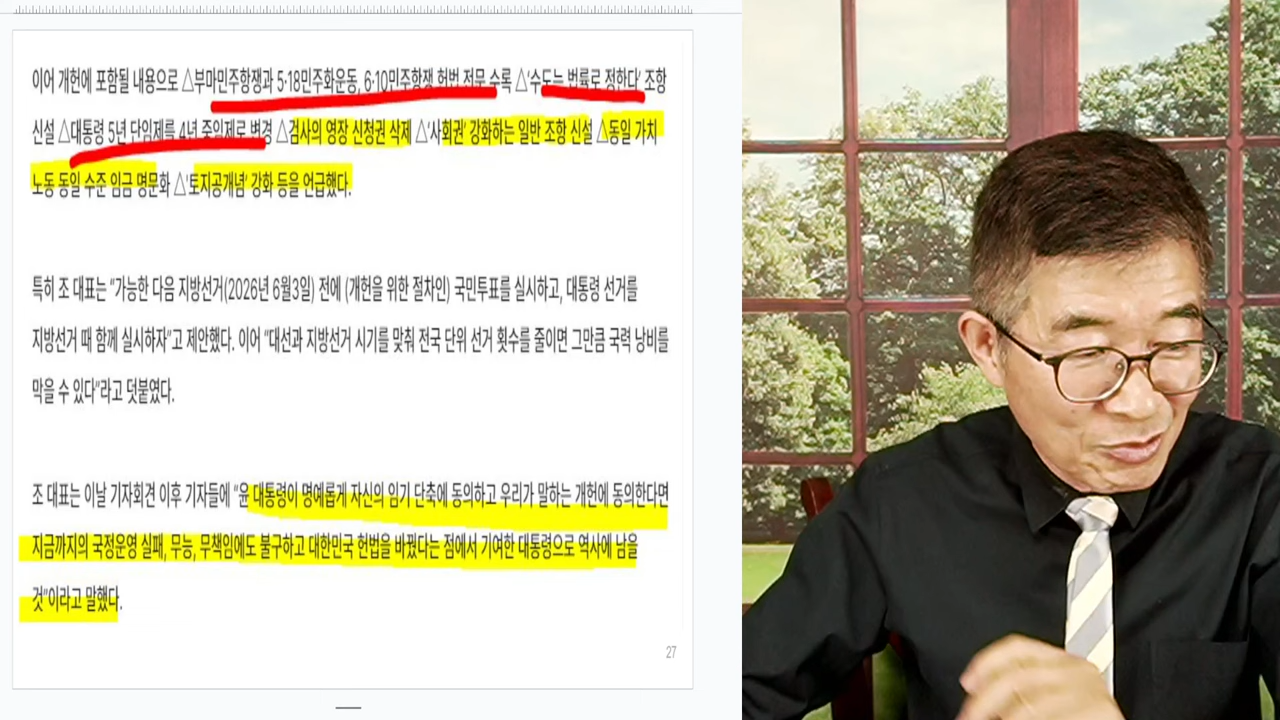 이어 개헌에 포함될 내용으로 △부마민주항쟁과 5·18민주화운동, 6·10민주항쟁 헌법 전문 수록 △‘수도는 법률로 정한다’ 조항
신설 △대통령 5년 단임제를 4년 중임제로 변경 △검사의 영장 신청권 삭제 △‘사회권’ 강화하는 일반 조항 신설 △동일 가치
노동 동일 수준 임금 명문화 △‘토지공개념’ 강화 등을 언급했다.
특히 조 대표는 “가능한 다음 지방선거(2026년 6월3일) 전에 (개헌을 위한 절차인) 국민투표를 실시하고, 대통령 선거를
지방선거 때 함께 실시하자”고 제안했다. 이어 “대선과 지방선거 시기를 맞춰 전국 단위 선거 횟수를 줄이면 그만큼 국력 낭비를
막을 수 있다”라고 덧붙였다.
조 대표는 이날 기자회견 이후 기자들에 “윤 대통령이 명예롭게 자신의 임기 단축에 동의하고 우리가 말하는 개헌에 동의한다면
지금까지의 국정운영 실패, 무능, 무책임에도 불구하고 대한민국 헌법을 바꿨다는 점에서 기여한 대통령으로 역사에 남을
것”이라고 말했다.
27